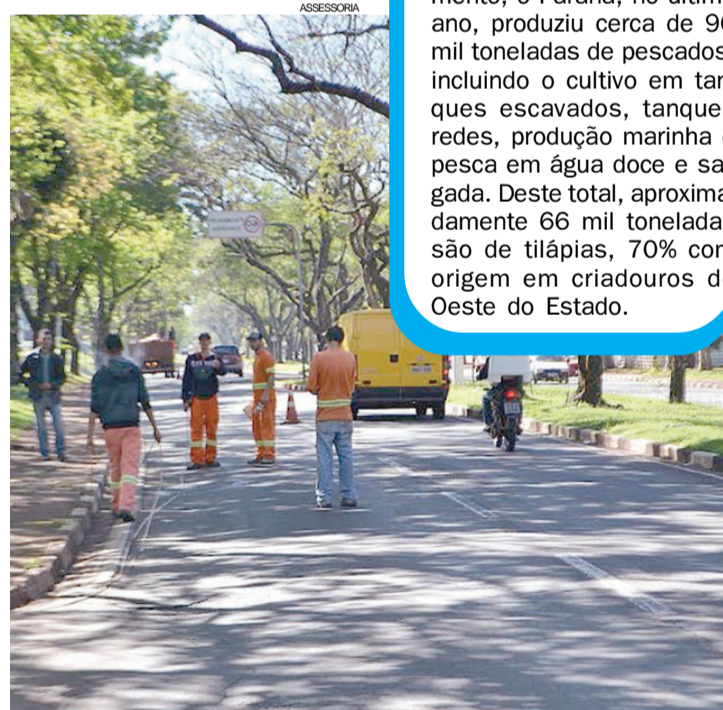 ASSESSORIA
ano, produziu cerca de
mil toneladas de pescados
incluindo o cultivo em tan
ques escavados, tanque
redes, produção marinha
pesca em água doce e sa
gada. Deste total, aproxima
damente 66 mil tonelada
são de tilápias, 70% com
origem em criadouros d
Oeste do Estado.